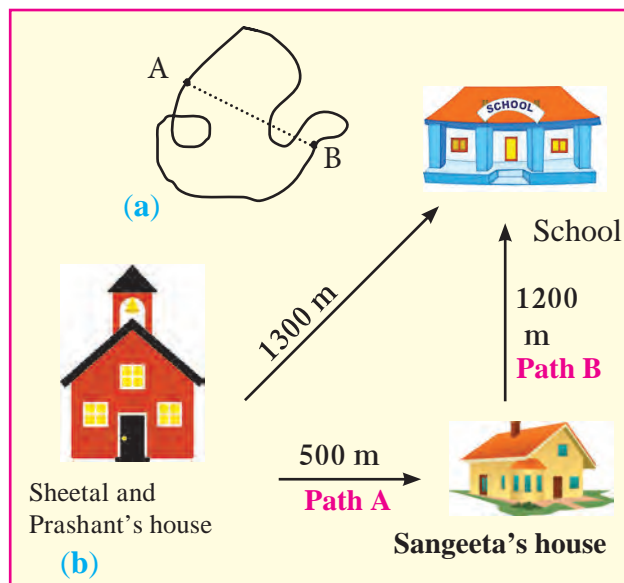 A
B
(a)
SCHOOL
School
1300 m
1200
m
Path B
500 m
Path A
Sheetal and
Prashant's house
Sangeeta's house
(b)